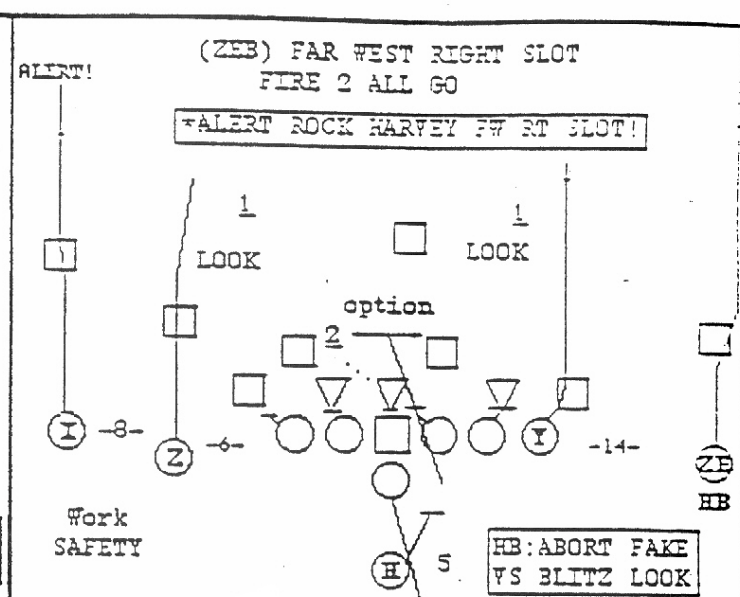 (ZEB) FAR WEST RIGHT SLOT
FIRE 2 ALL GO
ALERT!
*ALERT ROCK HARVEY FW RT SLOT!
1
LOOK
1
LOOK
option
2
X
-8-
Z
-6-
Y
-14-
ZE
HB
Work
SAFETY
H
5
HB:ABORT FAKE
VS BLITZ LOOK